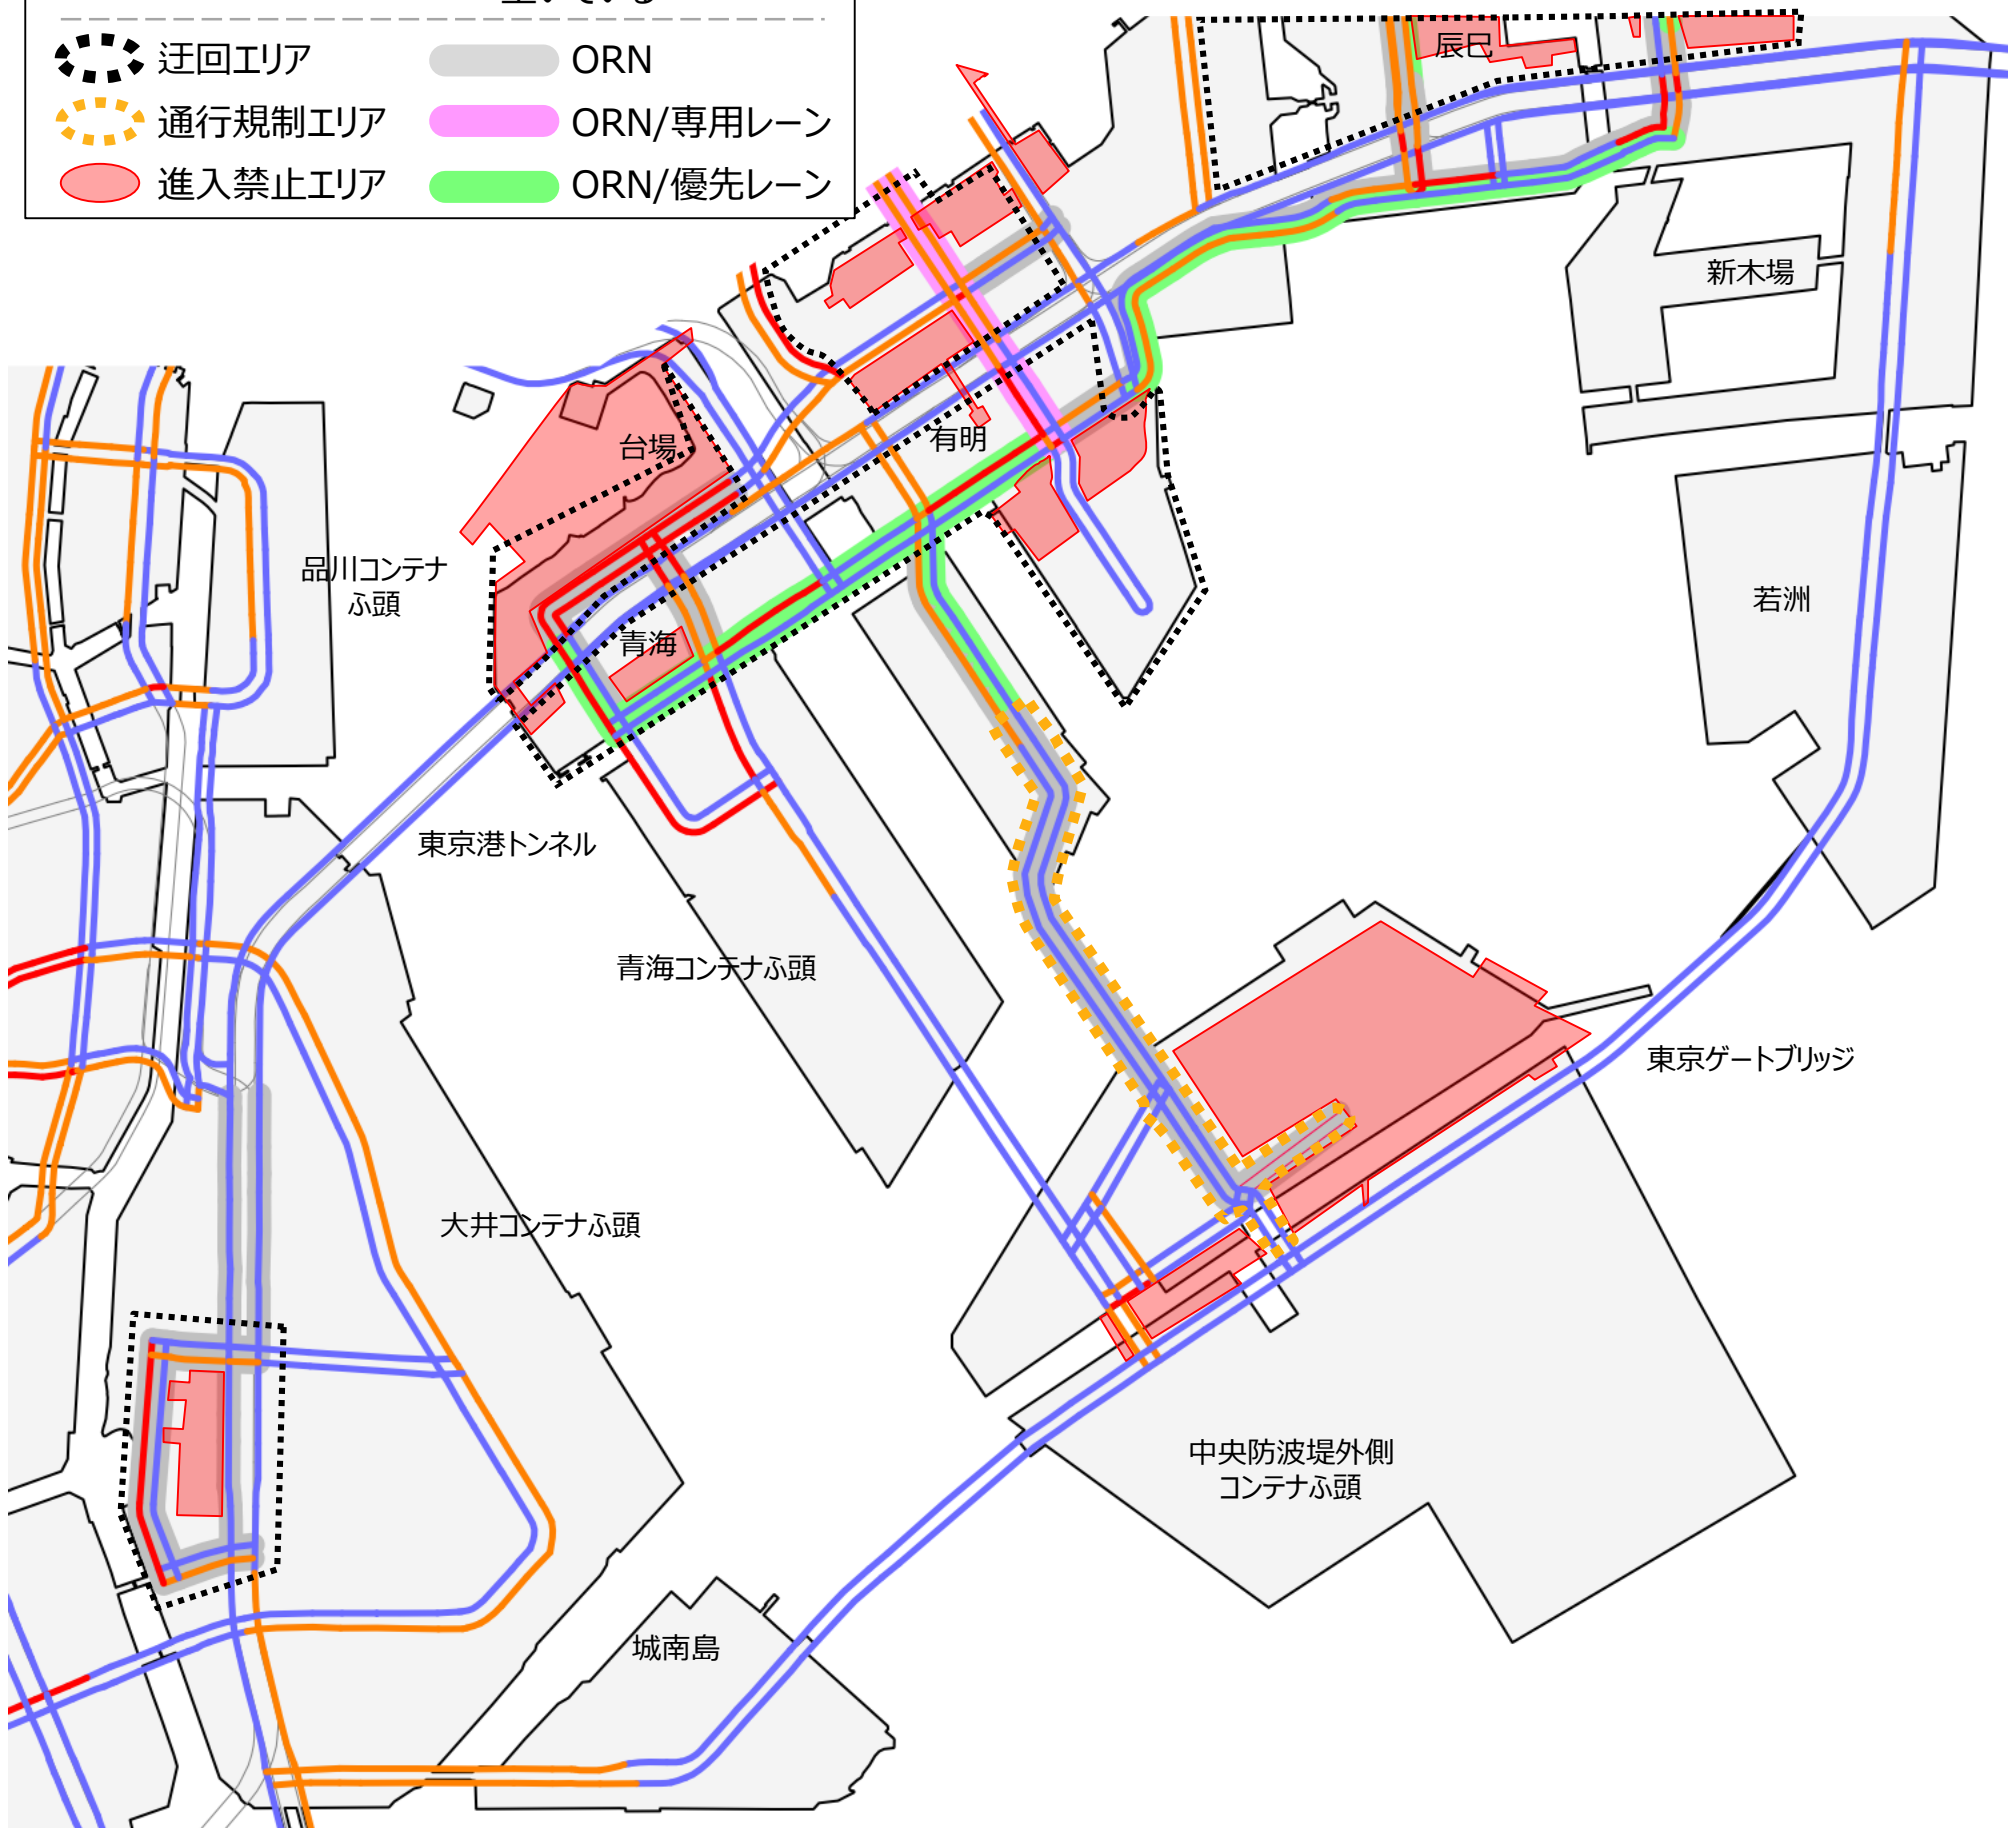 空いている
迂回エリア
ORN
通行規制エリア
ORN/専用レーン
進入禁止エリア
ORN/優先レーン
辰巳
新木場
台場
有明
品川コンテナ
ふ頭
青海
若洲
東京港トンネル
青海コンテナふ頭
東京ゲートブリッジ
大井コンテナふ頭
中央防波堤外側
コンテナふ頭
城南島